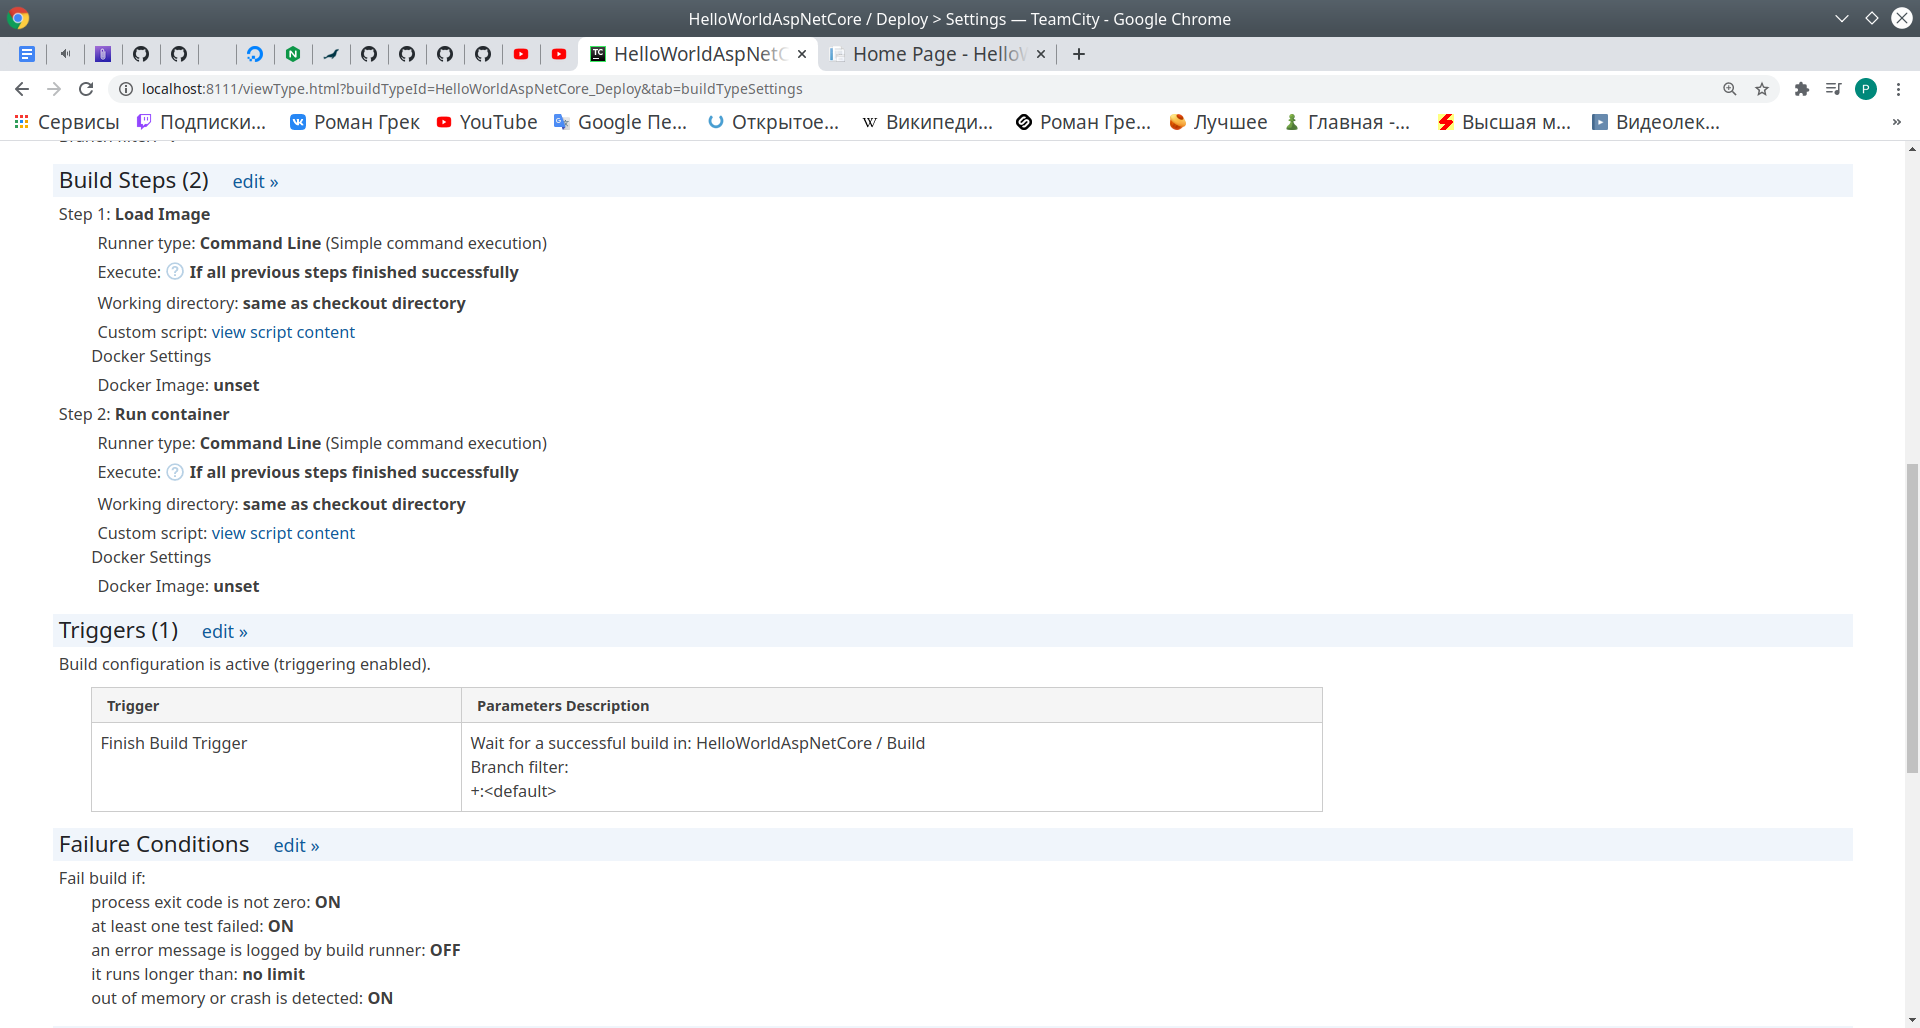 HelloWorldAspNetCore / Deploy > Settings — TeamCity - Google Chrome
HelloWorldAspNetC
Home Page - HelloW
localhost:8111/viewType.html?buildTypeId=HelloWorldAspNetCore_Deploy&tab=buildTypeSettings
P
Сервисы
Подписки...
Роман Грек
YouTube
Google Пе...
Открытое...
W Википеди...
Роман Гре...
Лучшее
Главная -...
Высшая м...
Видеолек...
»
Build Steps (2) edit »
Step 1: Load Image
Runner type: Command Line (Simple command execution)
Execute: ? If all previous steps finished successfully
Working directory: same as checkout directory
Custom script: view script content
Docker Settings
Docker Image: unset
Step 2: Run container
Runner type: Command Line (Simple command execution)
Execute: ? If all previous steps finished successfully
Working directory: same as checkout directory
Custom script: view script content
Docker Settings
Docker Image: unset
Triggers (1) edit »
Build configuration is active (triggering enabled).
Trigger
Parameters Description
Finish Build Trigger
Wait for a successful build in: HelloWorldAspNetCore / Build
Branch filter:
+:<default>
Failure Conditions edit »
Fail build if:
process exit code is not zero: ON
at least one test failed: ON
an error message is logged by build runner: OFF
it runs longer than: no limit
out of memory or crash is detected: ON